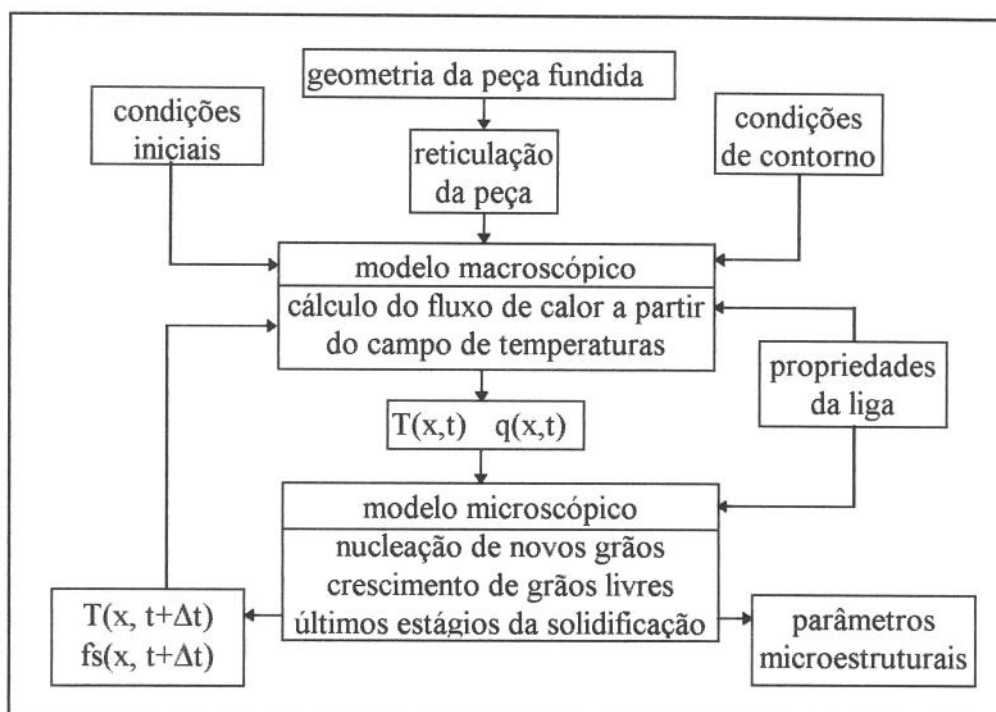 geometria da peça fundida
condições
iniciais
reticulação
da peça
condições
de contorno
modelo macroscópico
cálculo do fluxo de calor a partir
do campo de temperaturas
propriedades
da liga
T(x,t) q(x,t)
modelo microscópico
nucleação de novos grãos
crescimento de grãos livres
últimos estágios da solidificação
T(x, t+Δt)
fs(x, t+Δt)
parâmetros
microestruturais